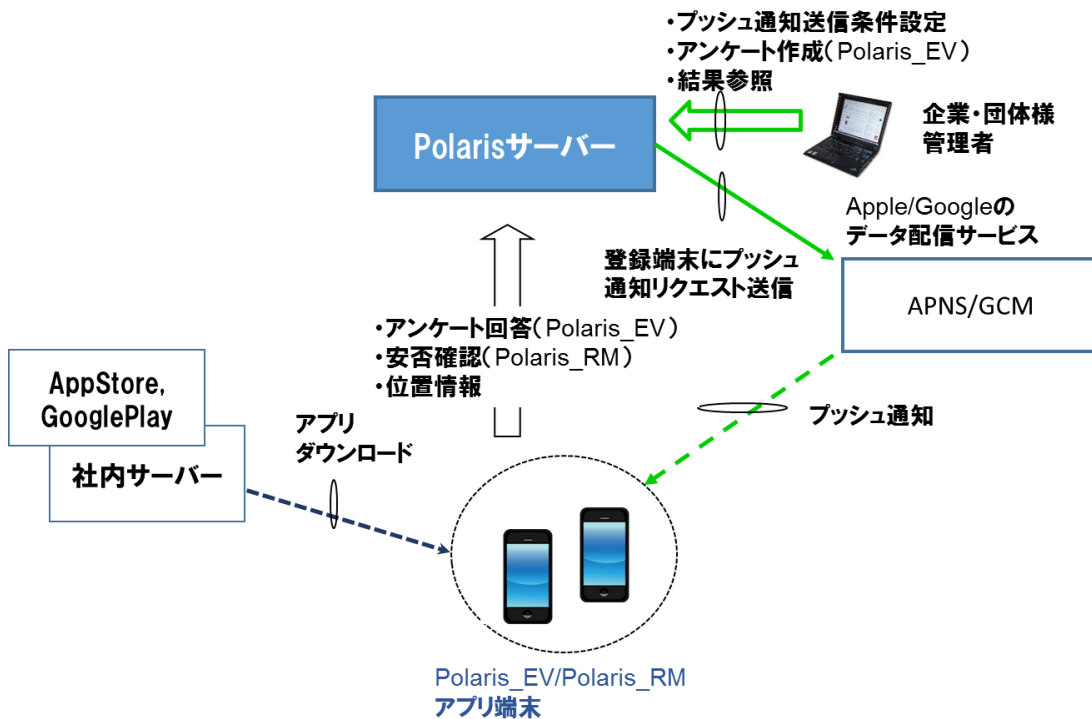 ・プッシュ通知送信条件設定
・アンケート作成(Polaris_EV)
・結果参照
企業・団体様
管理者
Polarisサーバー
Apple/Googleの
データ配信サービス
登録端末にプッシュ
通知リクエスト送信
APNS/GCM
・アンケート回答(Polaris_EV)
・安否確認(Polaris_RM)
・位置情報
AppStore,
GooglePlay
社内サーバー
アプリ
ダウンロード
プッシュ通知
Polaris_EV/Polaris_RM
アプリ端末